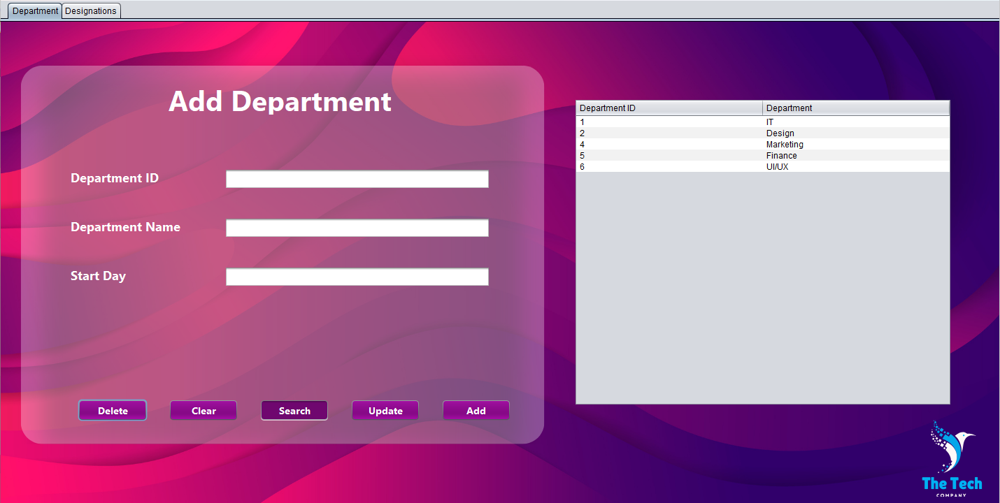 Department Designations
Add Department
Department ID
Department Name
Start Day
Delete Clear Search Update Add
Department ID Department
1 IT
2 Design
4 Marketing
5 Finance
6 UI/UX
The Tech
COMPANY